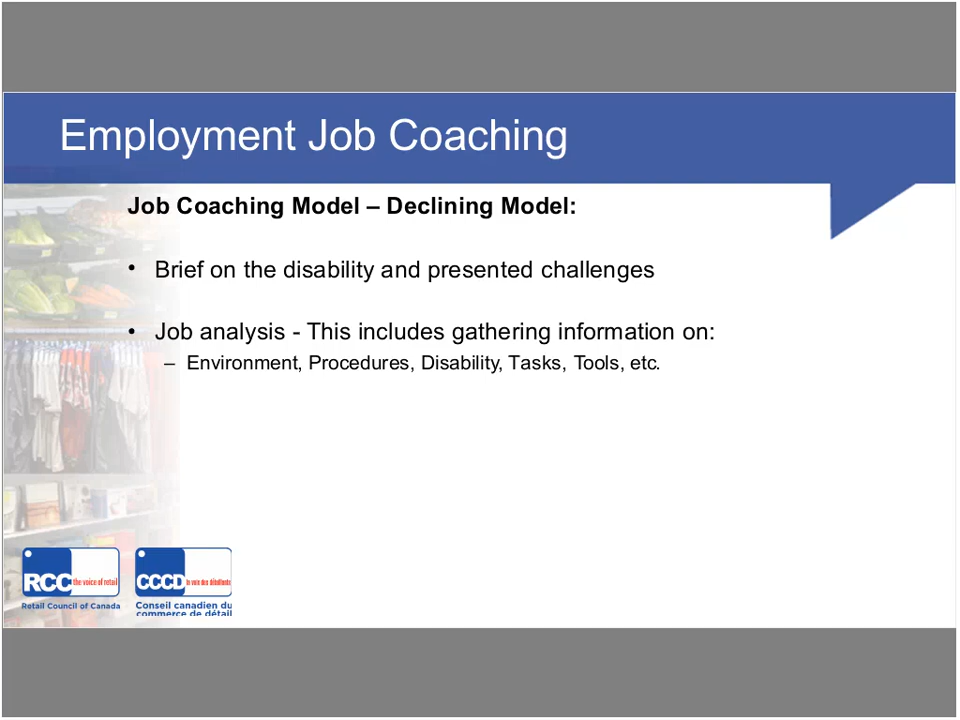 Employment Job Coaching
Job Coaching Model – Declining Model:
• Brief on the disability and presented challenges
• Job analysis - This includes gathering information on:
– Environment, Procedures, Disability, Tasks, Tools, etc.
RCC the voice of retail
Retail Council of Canada
CCCD la voix des détaillants
Conseil canadien du
commerce de détail